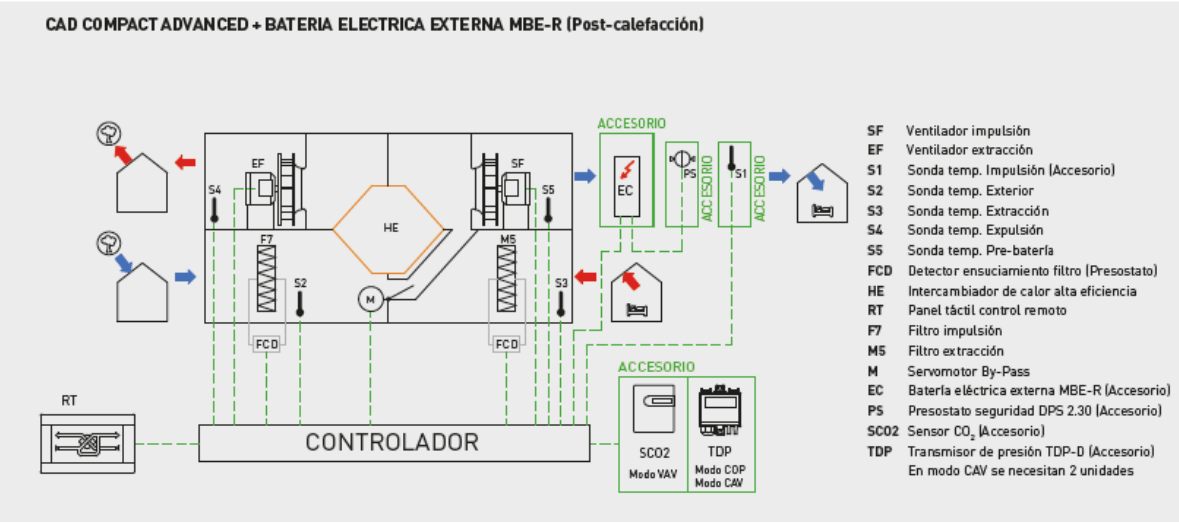 CAD COMPACT ADVANCED + BATERIA ELECTRICA EXTERNA MBE-R (Post-calefacción)
ACCESORIO
EF
SF
S4
S5
EC
PS
ACCESORIO
S1
ACCESORIO
HE
F7
M5
S2
S3
M
FCD
FCD
RT
CONTROLADOR
ACCESORIO
SCO2
Modo VAV
TDP
Modo COP
Modo CAV
SF Ventilador impulsión
EF Ventilador extracción
S1 Sonda temp. Impulsión (Accesorio)
S2 Sonda temp. Exterior
S3 Sonda temp. Extracción
S4 Sonda temp. Expulsión
S5 Sonda temp. Pre-batería
FCD Detector ensuciamiento filtro (Presostato)
HE Intercambiador de calor alta eficiencia
RT Panel táctil control remoto
F7 Filtro impulsión
M5 Filtro extracción
M Servomotor By-Pass
EC Batería eléctrica externa MBE-R (Accesorio)
PS Presostato seguridad DPS 2.30 (Accesorio)
SCO2 Sensor CO₂ (Accesorio)
TDP Transmisor de presión TDP-D (Accesorio)
En modo CAV se necesitan 2 unidades